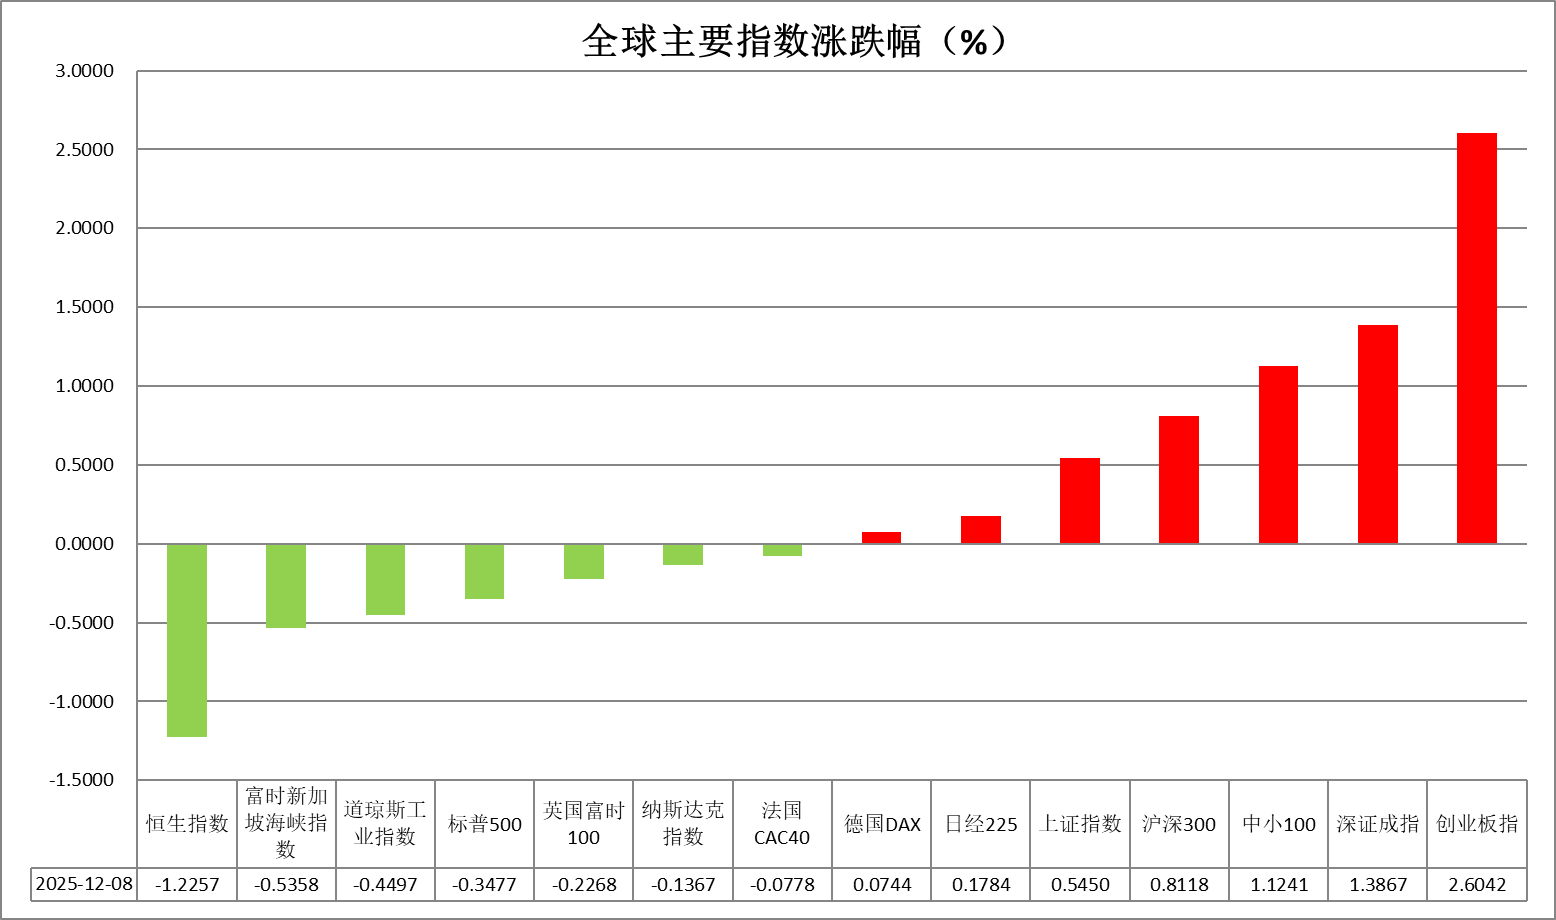 全球主要指数涨跌幅（%）
3.0000
2.5000
2.0000
1.5000
1.0000
0.5000
0.0000
-0.5000
-1.0000
-1.5000
恒生指数
富时新加
坡海峡指
数
道琼斯工
业指数
标普500
英国富时
100
纳斯达克
指数
法国
CAC40
德国DAX
日经225
上证指数
沪深300
中小100
深证成指
创业板指
2025-12-08 -1.2257 -0.5358 -0.4497 -0.3477 -0.2268 -0.1367 -0.0778 0.0744 0.1784 0.5450 0.8118 1.1241 1.3867 2.6042